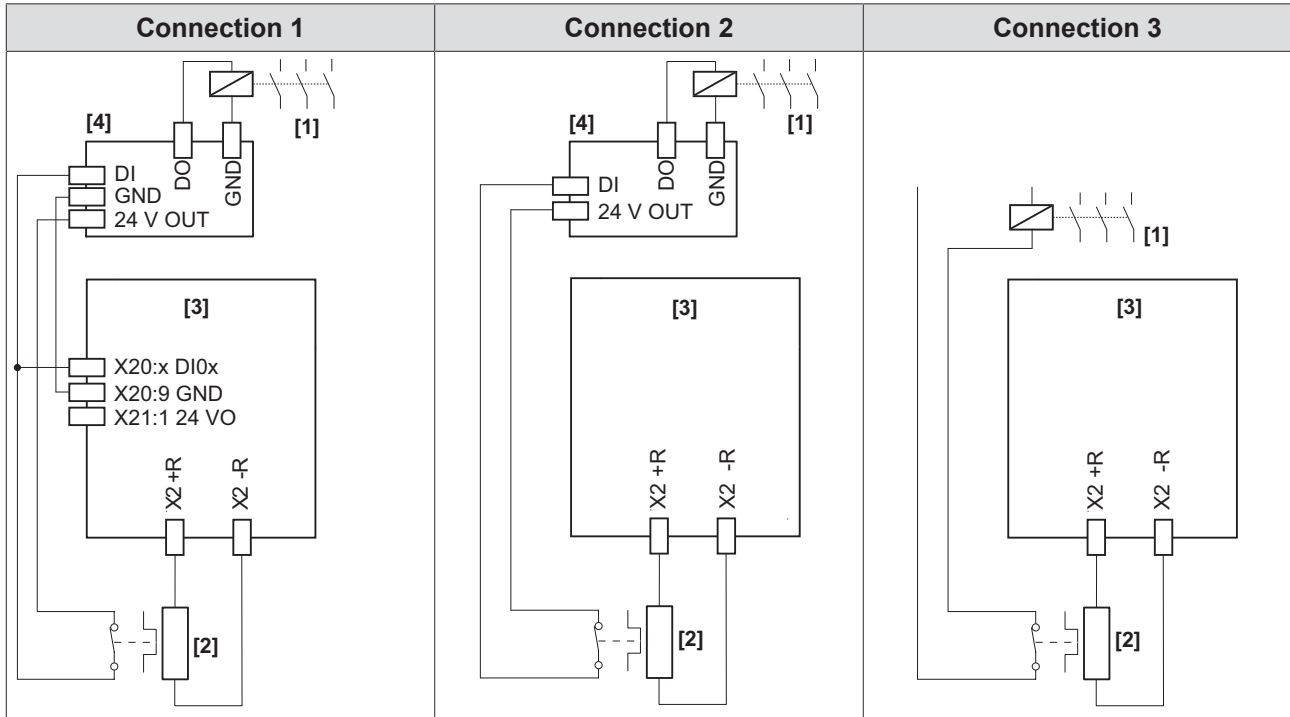 Connection 1
Connection 2
Connection 3
[4]
[1]
DO
GND
DI
GND
24 V OUT
[3]
X20:x DI0x
X20:9 GND
X21:1 24 VO
X2 +R
X2 -R
[2]
[4]
[1]
DO
GND
DI
24 V OUT
[3]
X2 +R
X2 -R
[2]
[1]
[3]
X2 +R
X2 -R
[2]